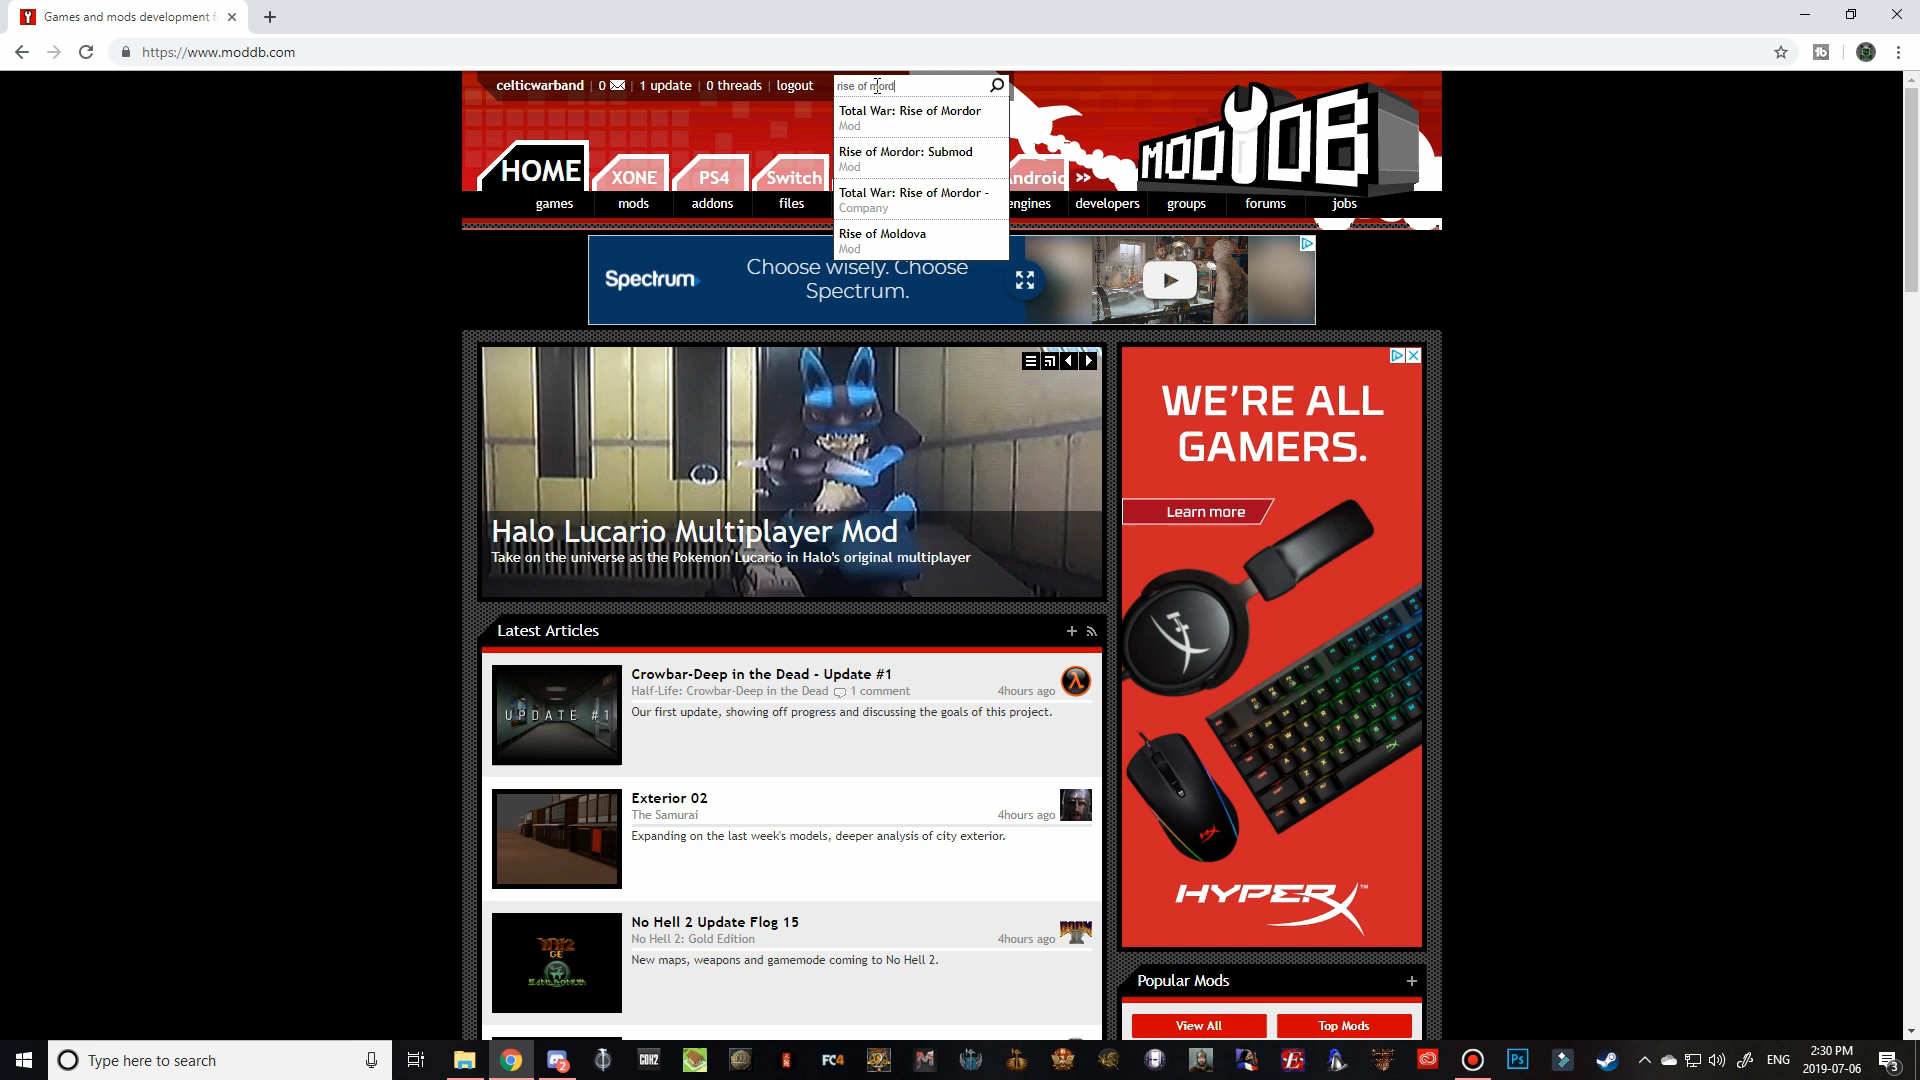 Games and mods development f
https://www.moddb.com
celticwarband
0
1 update
0 threads
logout
rise of mord
Total War: Rise of Mordor
Mod
Rise of Mordor: Submod
Mod
Total War: Rise of Mordor -
Company
Rise of Moldova
Mod
MOD DB
HOME
XONE
PS4
Switch
Android
>>
games
mods
addons
files
engines
developers
groups
forums
jobs
Spectrum
Choose wisely. Choose
Spectrum.
Halo Lucario Multiplayer Mod
Take on the universe as the Pokemon Lucario in Halo's original multiplayer
WE'RE ALL
GAMERS.
Learn more
HYPERX™
Latest Articles
UPDATE #1
Crowbar-Deep in the Dead - Update #1
Half-Life: Crowbar-Deep in the Dead
1 comment
4hours ago
Our first update, showing off progress and discussing the goals of this project.
Exterior 02
The Samurai
4hours ago
Expanding on the last week's models, deeper analysis of city exterior.
No Hell 2 Update Flog 15
No Hell 2: Gold Edition
4hours ago
New maps, weapons and gamemode coming to No Hell 2.
Popular Mods
View All
Top Mods
Type here to search
2
COH2
FC4
Ps
ENG
2:30 PM
2019-07-06
3